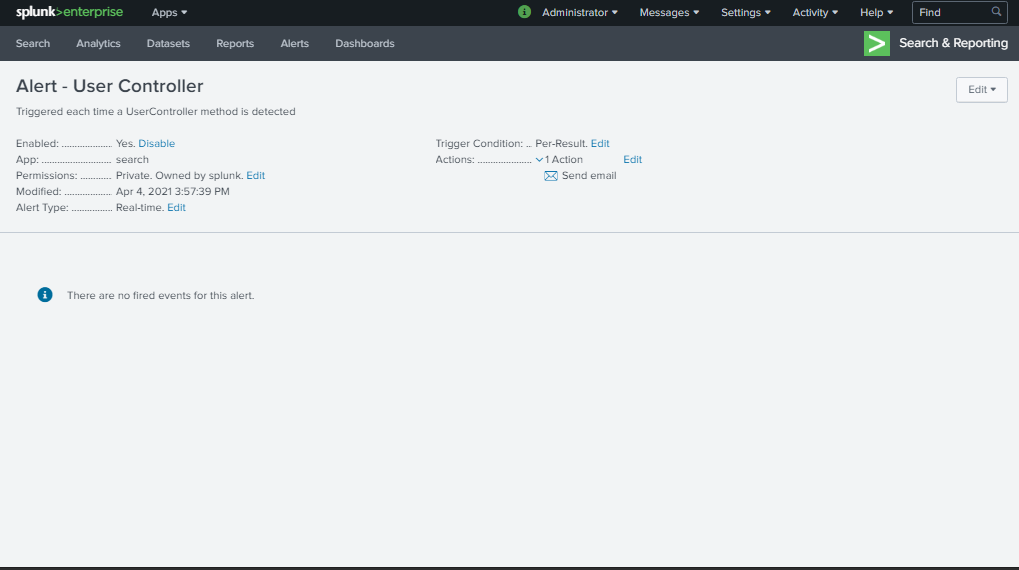 splunk>enterprise Apps Administrator Messages Settings Activity Help Find
Search Analytics Datasets Reports Alerts Dashboards Search & Reporting
Alert - User Controller
Edit
Triggered each time a UserController method is detected
Enabled: .................. Yes. Disable
App: ......................... search
Permissions: ........... Private. Owned by splunk. Edit
Modified: ................. Apr 4, 2021 3:57:39 PM
Alert Type: ............... Real-time. Edit
Trigger Condition: .. Per-Result. Edit
Actions: .................... 1 Action Edit
Send email
There are no fired events for this alert.